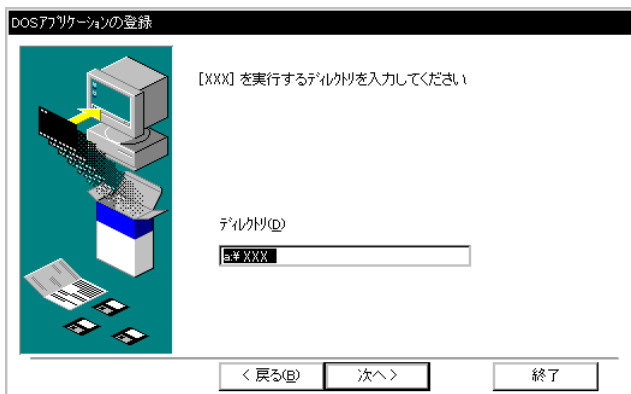 DOSｱﾌﾟﾘｹｰｼｮﾝの登録
[XXX] を実行するﾃﾞｨﾚｸﾄﾘを入力してください
ﾃﾞｨﾚｸﾄﾘ(D)
a:¥XXX
< 戻る(B)
次へ >
終了